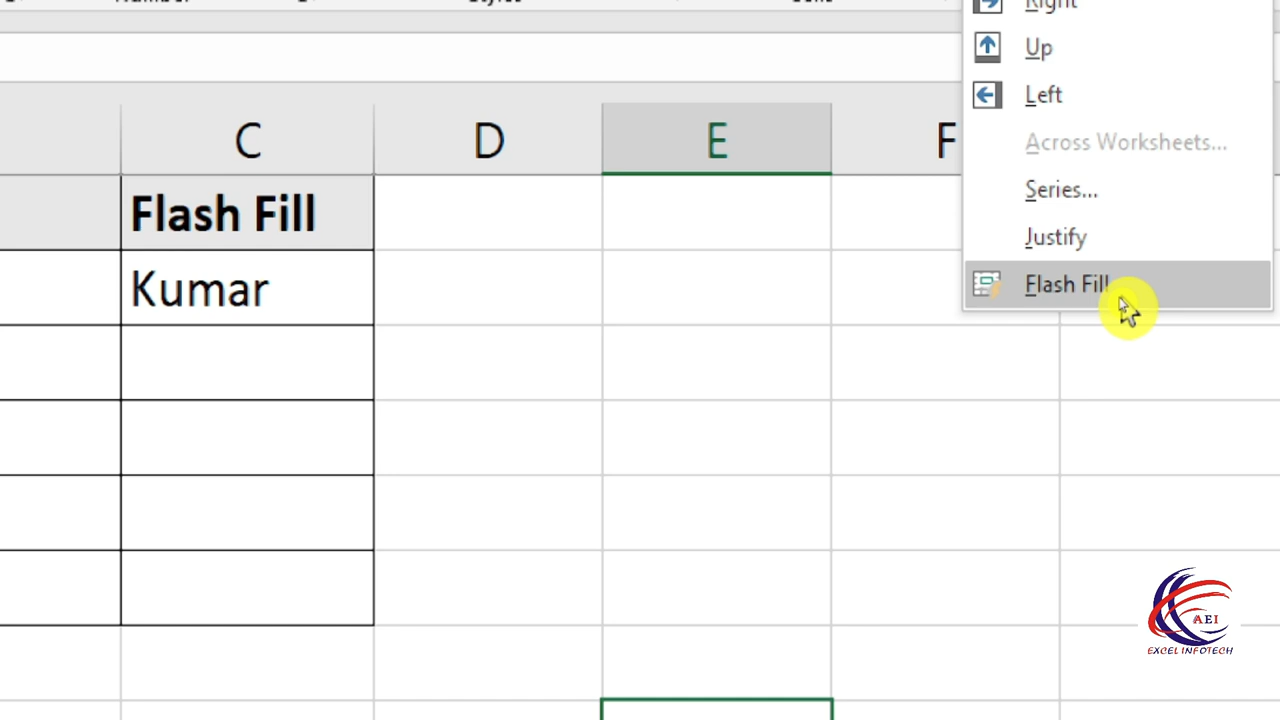 Right
Up
Left
Across Worksheets...
Series...
Justify
Flash Fill
C D E F
Flash Fill
Kumar
AEI
EXCEL INFOTECH